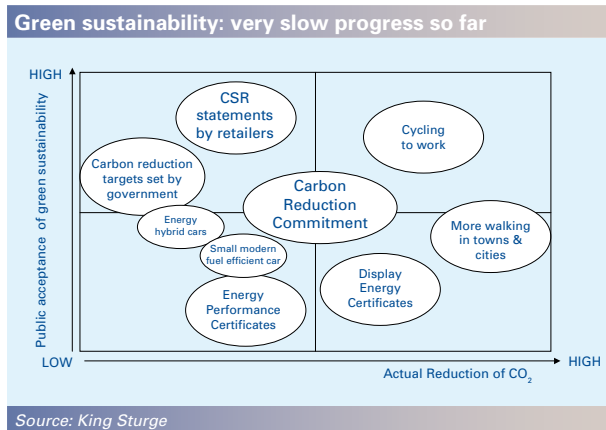 Green sustainability: very slow progress so far
HIGH
Public acceptance of green sustainability
CSR
statements
by retailers
Cycling
to work
Carbon reduction
targets set by
government
Carbon
Reduction
Commitment
Energy
hybrid cars
More walking
in towns &
cities
Small modern
fuel efficient car
Display
Energy
Certificates
Energy
Performance
Certificates
LOW
HIGH
Actual Reduction of CO2
Source: King Sturge